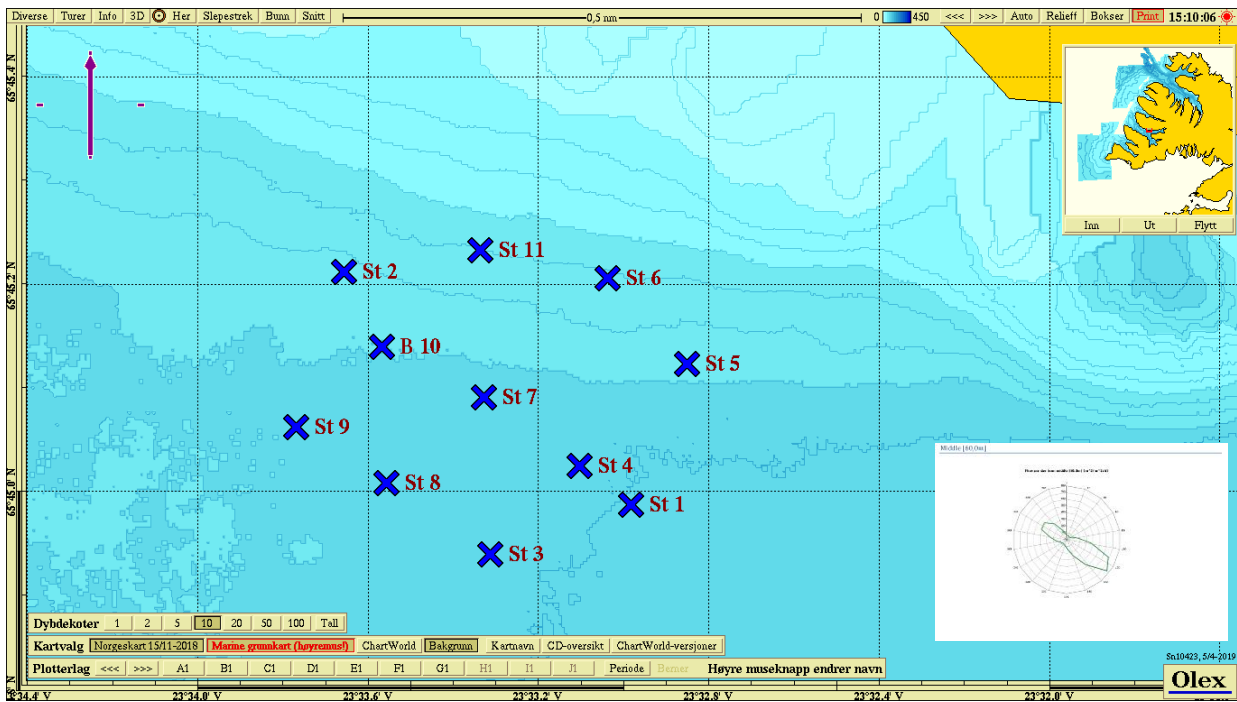 Diverse Turer Info 3D Her Slepestrek Bunn Snitt 0,5 nm 0 450 <<< >>> Auto Relieff Bokser Print 15:10:06
65°45.4' N
65°45.2' N
65°45.0' N
Inn Ut Flytt
St 11
St 2
St 6
B 10
St 5
St 7
St 9
St 4
St 8
St 1
St 3
Middle [60,0m]
Dybdekoter 1 2 5 10 20 50 100 Tall
Kartvalg Norgeskart 15/11-2018 Marine grunnkart (høyremus!) ChartWorld Bakgrunn Kartnavn CD-oversikt ChartWorld-versjoner
Plotterlag <<< >>> A1 B1 C1 D1 E1 F1 G1 H1 I1 J1 Periode Berner Høyre museknapp endrer navn
Sn10423, 5/4-2019
Olex
23°34.0' V 23°33.6' V 23°33.2' V 23°32.8' V 23°32.4' V 23°32.0' V